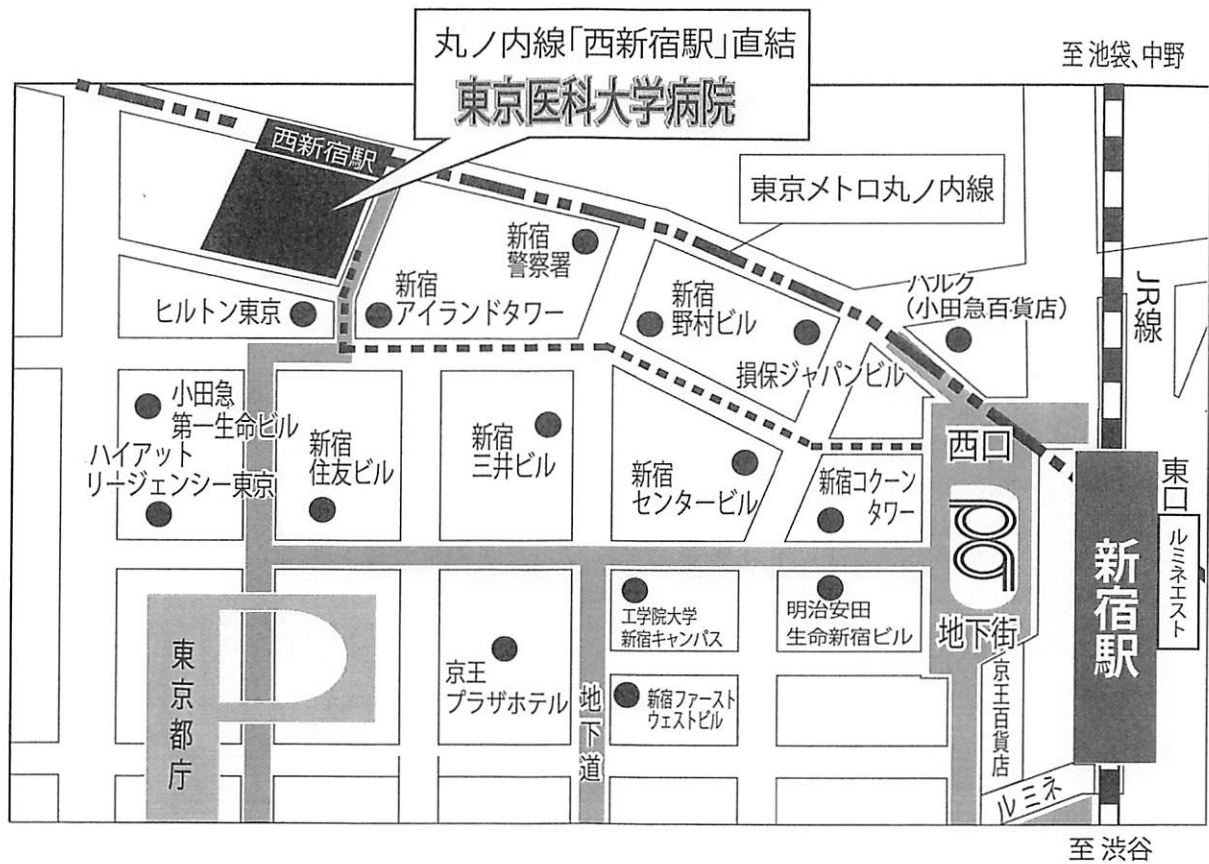 丸ノ内線「西新宿駅」直結
東京医科大学病院
至 池袋、中野
西新宿駅
東京メトロ丸ノ内線
新宿
警察署
ハルク
(小田急百貨店)
JR線
ヒルトン東京
新宿
アイランドタワー
新宿
野村ビル
損保ジャパンビル
小田急
第一生命ビル
ハイアット
リージェンシー東京
新宿
住友ビル
新宿
三井ビル
新宿
センタービル
新宿コクーン
タワー
西口
東口
ルミネエスト
新宿駅
工学院大学
新宿キャンパス
明治安田
生命新宿ビル
地下街
東京都庁
京王
プラザホテル
地下道
新宿ファースト
ウェストビル
京王百貨店
ルミネ
至 渋谷